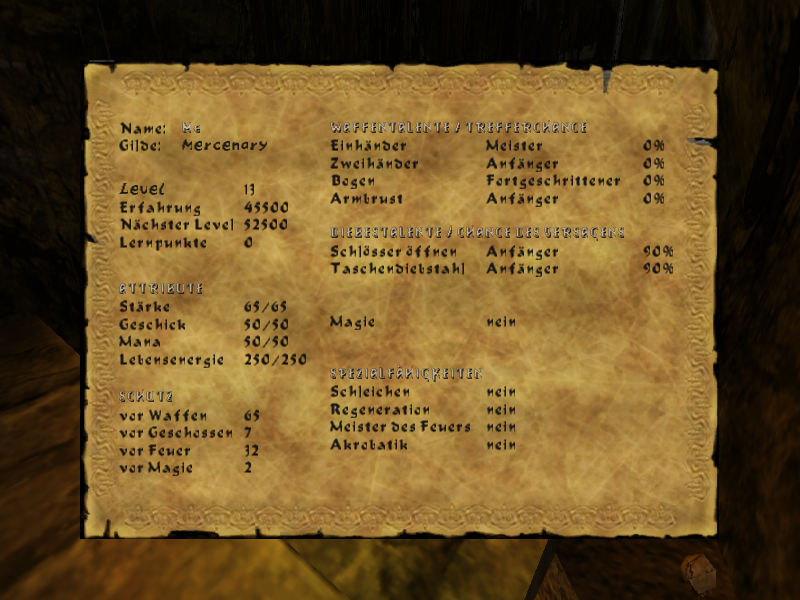 Name: Me
Gilde: Mercenary
Level 13
Erfahrung 45500
Nächster Level 52500
Lernpunkte 0
ATTRIBUTE
Stärke 65/65
Geschick 50/50
Mana 50/50
Lebensenergie 250/250
SCHUTZ
vor Waffen 65
vor Geschossen 7
vor Feuer 32
vor Magie 2
WAFFENTALENTE / TREFFERCHANCE
Einhänder Meister 0%
Zweihänder Anfänger 0%
Bogen Fortgeschrittener 0%
Armbrust Anfänger 0%
DIEBESTALENTE / CHANCE DES VERSAGENS
Schlösser öffnen Anfänger 90%
Taschendiebstahl Anfänger 90%
Magie nein
SPEZIALFÄHIGKEITEN
Schleichen nein
Regeneration nein
Meister des Feuers nein
Akrobatik nein